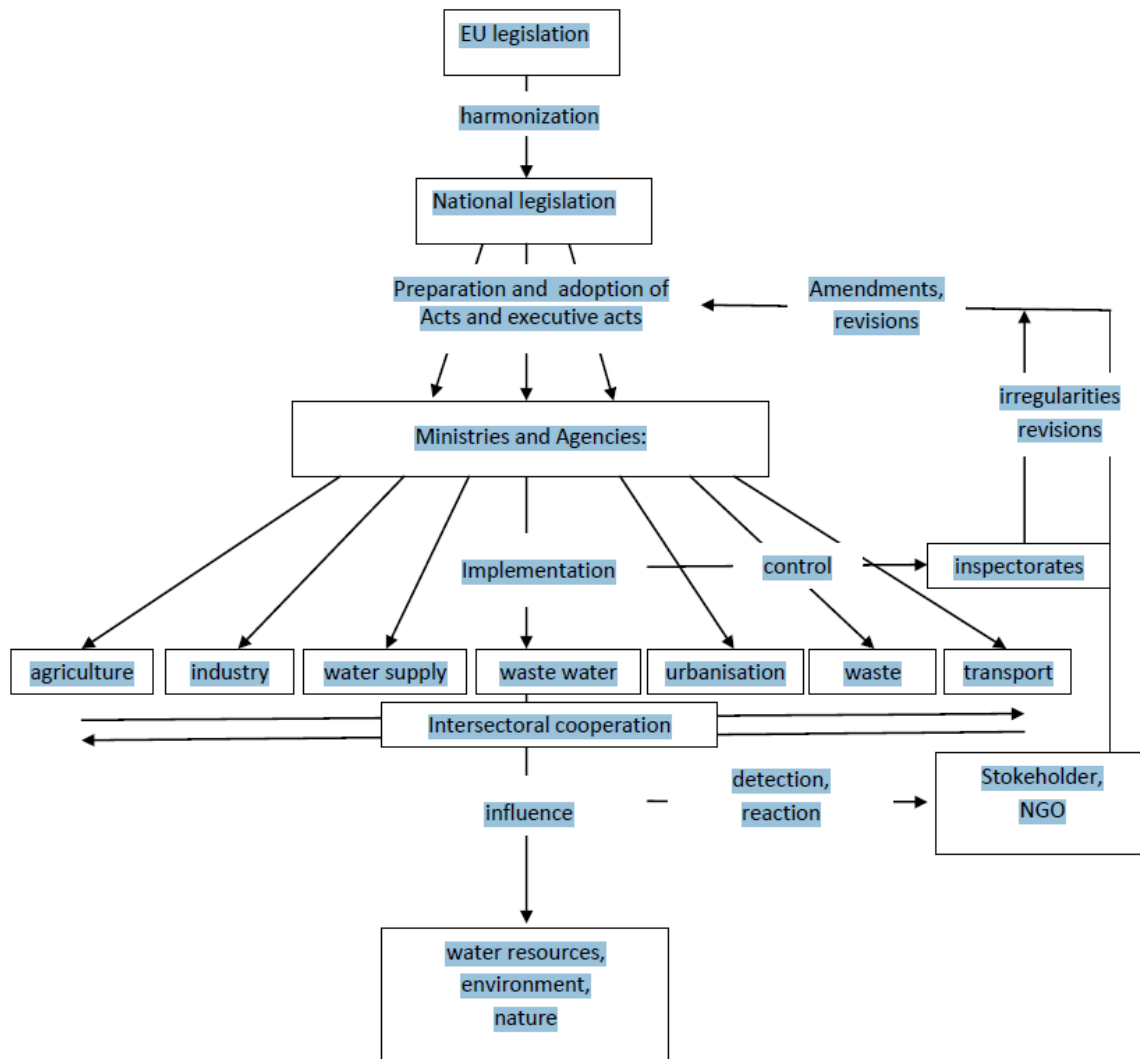 EU legislation
harmonization
National legislation
Preparation and adoption of
Acts and executive acts
Amendments,
revisions
irregularities
revisions
Ministries and Agencies:
Implementation
control
inspectorates
agriculture
industry
water supply
waste water
urbanisation
waste
transport
Intersectoral cooperation
influence
detection,
reaction
Stokeholder,
NGO
water resources,
environment,
nature